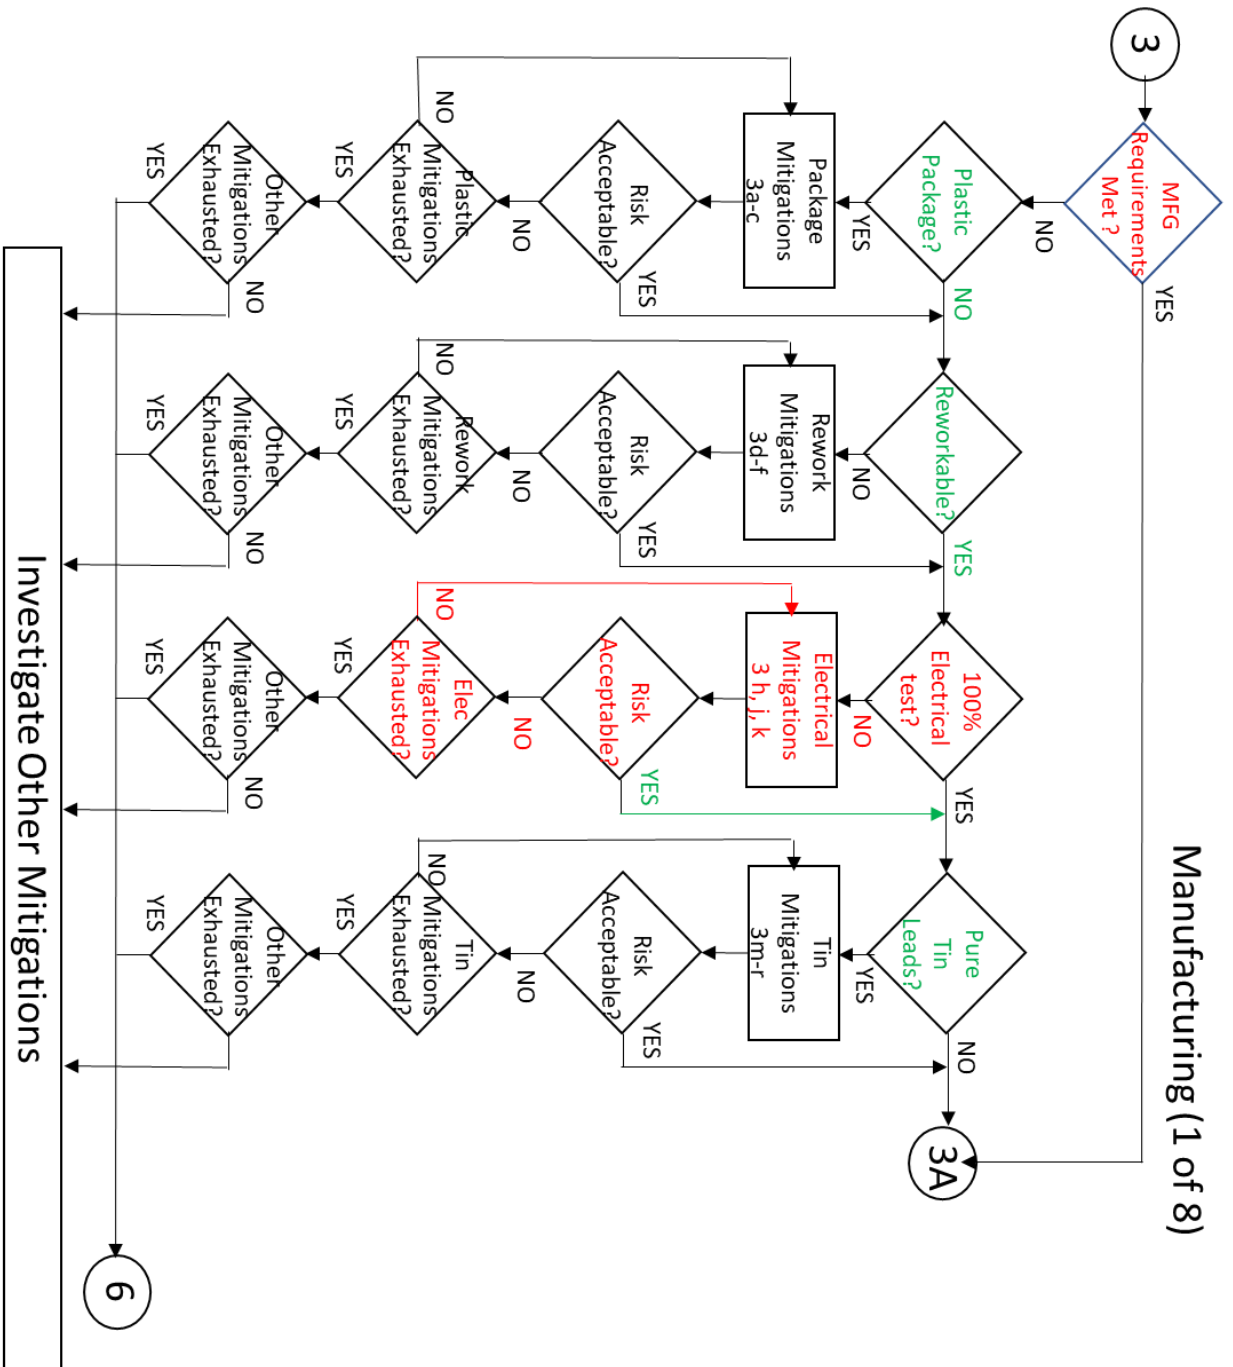 Manufacturing (1 of 8)
3
MFG
Requirements
Met ?
YES
NO
Plastic
Package?
NO
YES
Package
Mitigations
3a-c
Risk
Acceptable?
YES
NO
Plastic
Mitigations
Exhausted?
NO
YES
Other
Mitigations
Exhausted?
NO
YES
Reworkable?
YES
NO
Rework
Mitigations
3d-f
Risk
Acceptable?
YES
NO
Rework
Mitigations
Exhausted?
NO
YES
Other
Mitigations
Exhausted?
NO
YES
100%
Electrical
test?
YES
NO
Electrical
Mitigations
3 h, j, k
Risk
Acceptable?
YES
NO
Elec
Mitigations
Exhausted?
NO
YES
Other
Mitigations
Exhausted?
NO
YES
Pure
Tin
Leads?
NO
YES
Tin
Mitigations
3m-r
Risk
Acceptable?
YES
NO
Tin
Mitigations
Exhausted?
NO
YES
Other
Mitigations
Exhausted?
YES
3A
6
Investigate Other Mitigations